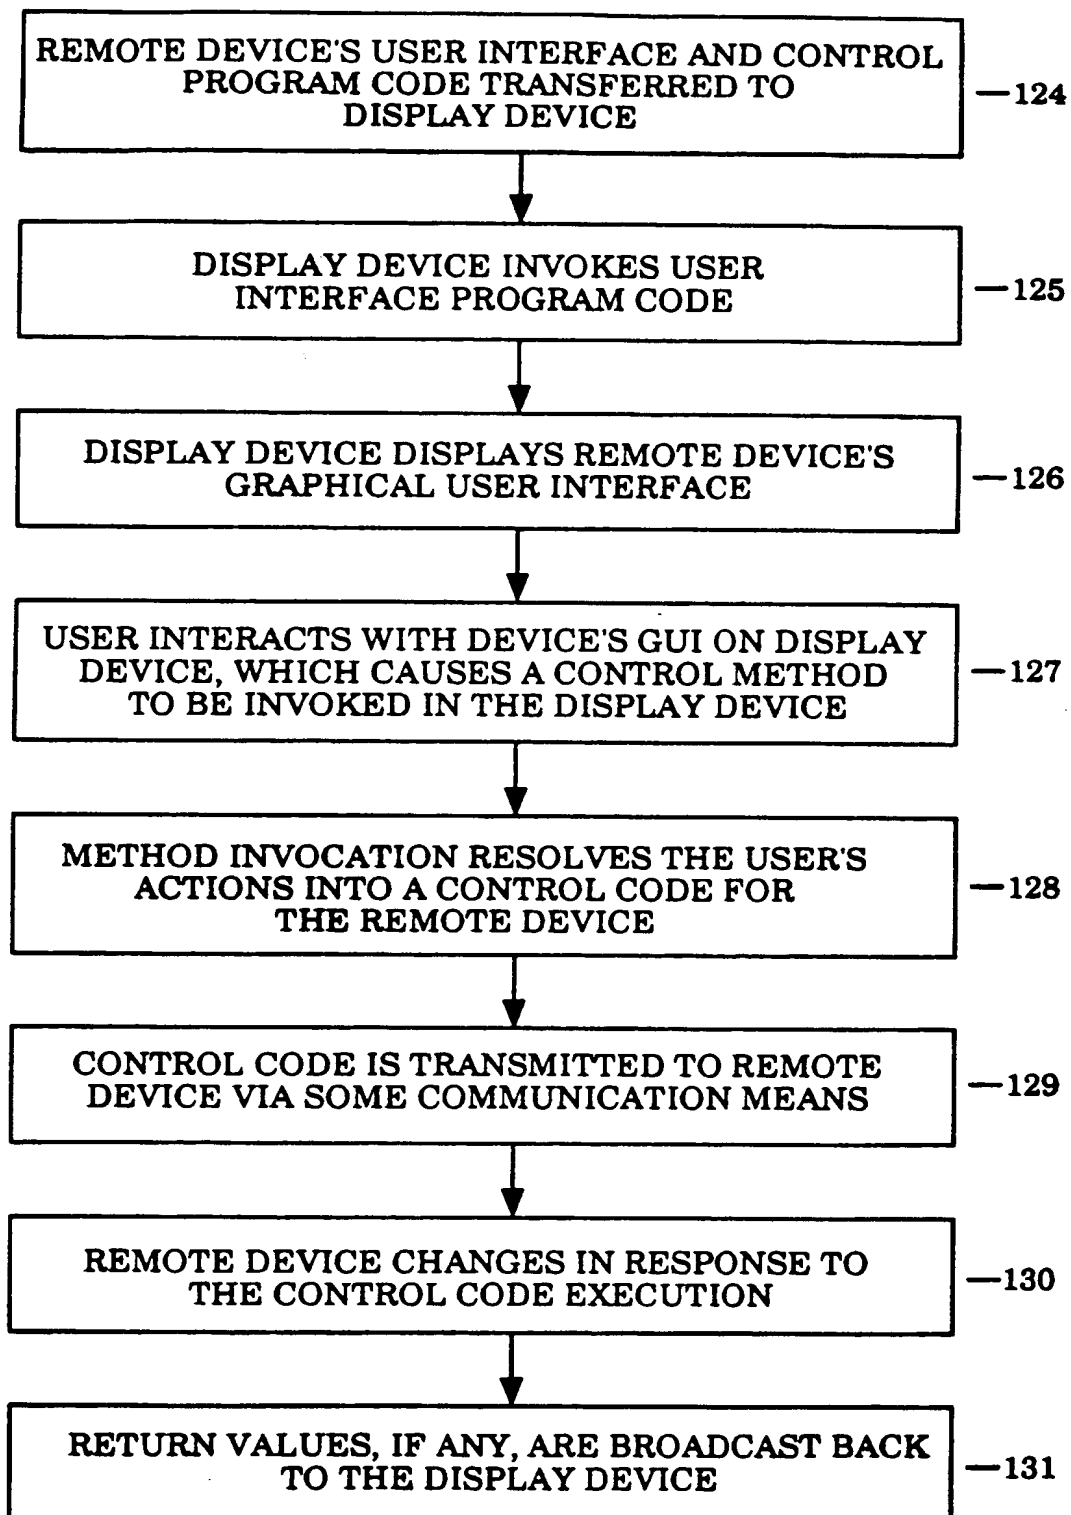 REMOTE DEVICE'S USER INTERFACE AND CONTROL
PROGRAM CODE TRANSFERRED TO
DISPLAY DEVICE
—124
DISPLAY DEVICE INVOKES USER
INTERFACE PROGRAM CODE
—125
DISPLAY DEVICE DISPLAYS REMOTE DEVICE'S
GRAPHICAL USER INTERFACE
—126
USER INTERACTS WITH DEVICE'S GUI ON DISPLAY
DEVICE, WHICH CAUSES A CONTROL METHOD
TO BE INVOKED IN THE DISPLAY DEVICE
—127
METHOD INVOCATION RESOLVES THE USER'S
ACTIONS INTO A CONTROL CODE FOR
THE REMOTE DEVICE
—128
CONTROL CODE IS TRANSMITTED TO REMOTE
DEVICE VIA SOME COMMUNICATION MEANS
—129
REMOTE DEVICE CHANGES IN RESPONSE TO
THE CONTROL CODE EXECUTION
—130
RETURN VALUES, IF ANY, ARE BROADCAST BACK
TO THE DISPLAY DEVICE
—131